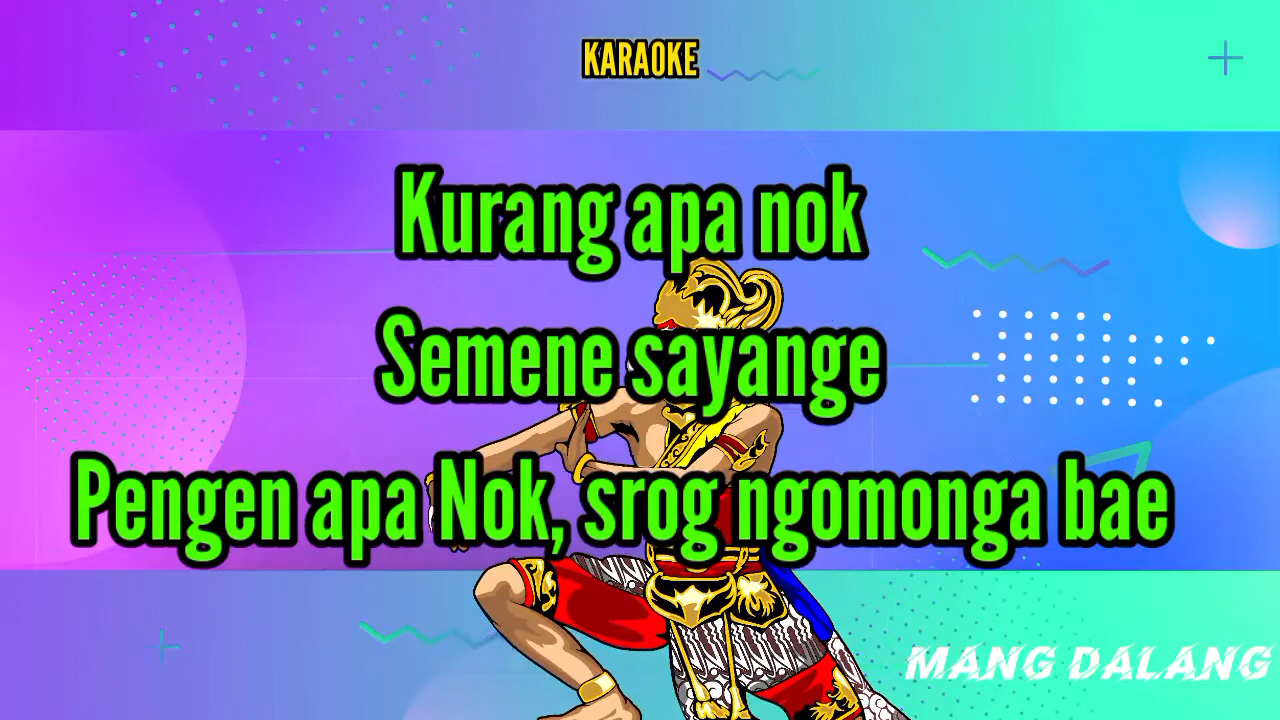 KARAOKE
Kurang apa nok
Semene sayange
Pengen apa Nok, srog ngomonga bae
MANG DALANG